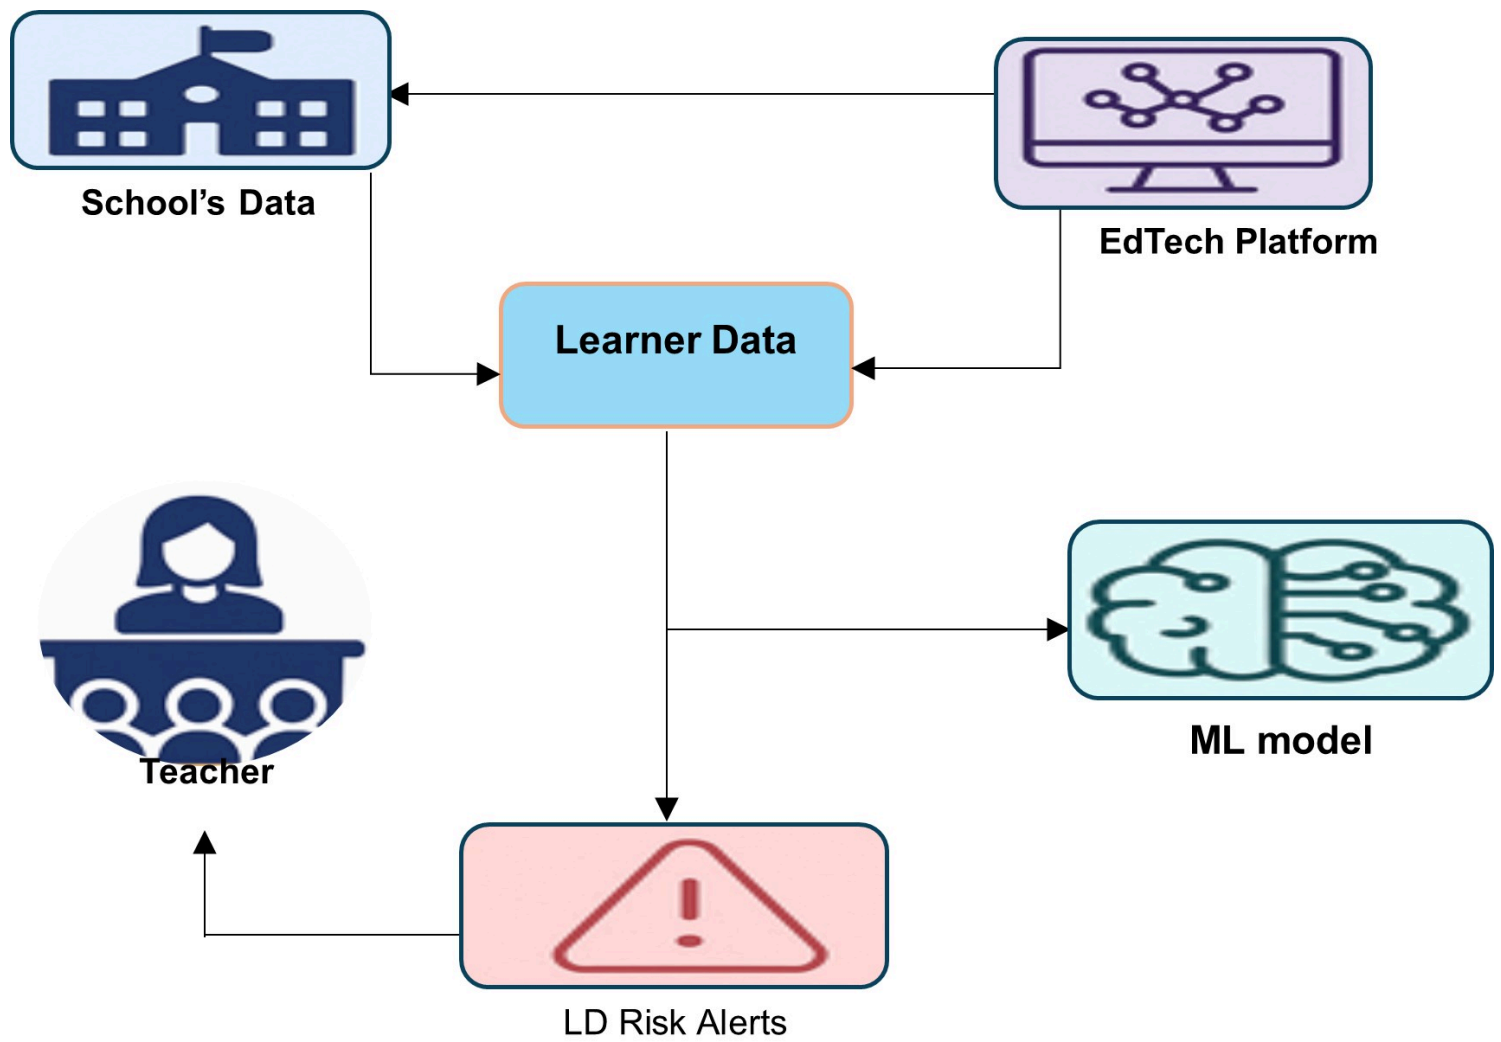 School’s Data
EdTech Platform
Learner Data
Teacher
ML model
LD Risk Alerts